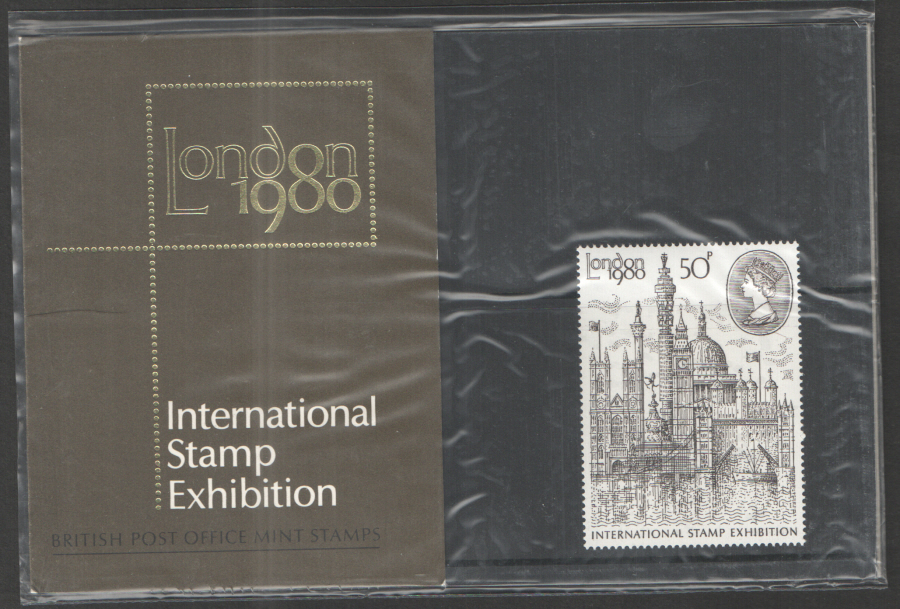 London
1980
International
Stamp
Exhibition
BRITISH POST OFFICE MINT STAMPS
London
1980
50P
INTERNATIONAL STAMP EXHIBITION